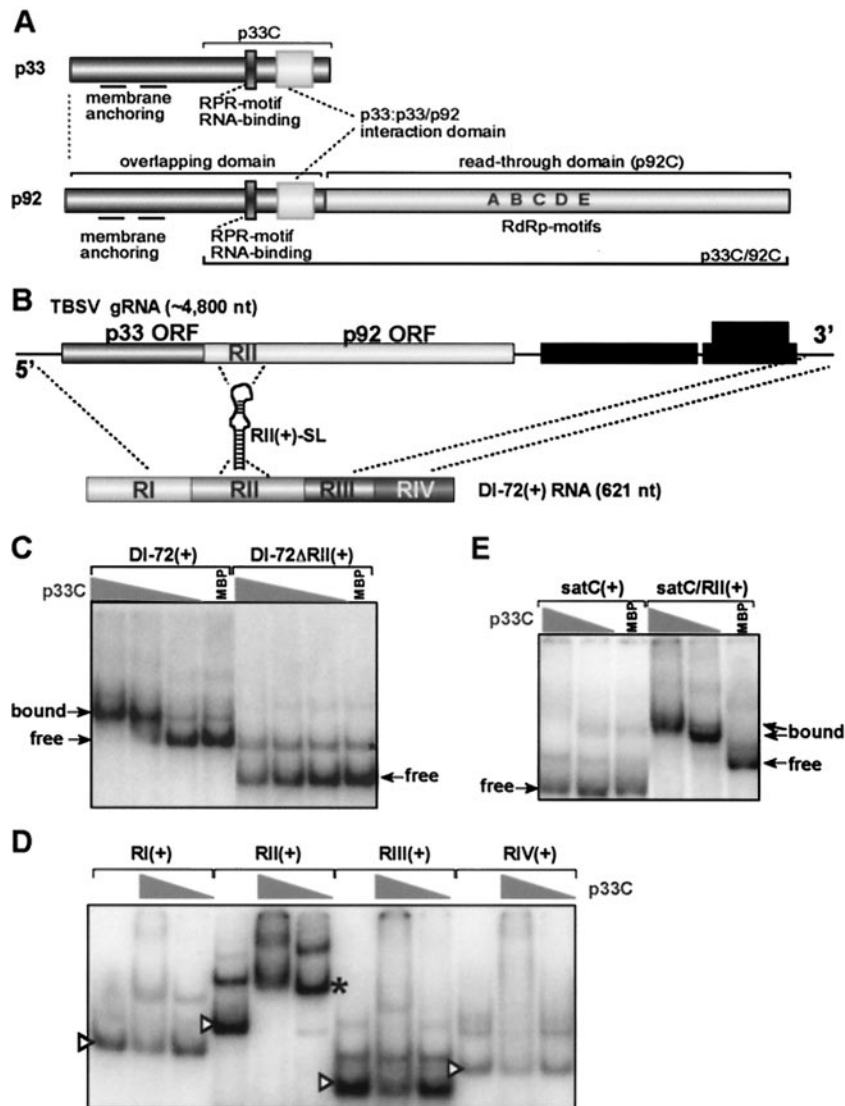 A
p33C
p33
membrane
anchoring
RPR-motif
RNA-binding
p33:p33/p92
interaction domain
overlapping domain
read-through domain (p92C)
p92
A B C D E
membrane
anchoring
RPR-motif
RNA-binding
RdRp-motifs
p33C/92C
B
TBSV gRNA (~4,800 nt)
p33 ORF
RII
p92 ORF
5’
3’
RII(+)-SL
RI
RII
RIII
RIV
DI-72(+) RNA (621 nt)
C
DI-72(+)
DI-72ΔRII(+)
p33C
MBP
MBP
bound
free
free
E
satC(+)
satC/RII(+)
p33C
MBP
MBP
bound
free
free
D
RI(+)
RII(+)
RIII(+)
RIV(+)
p33C
*